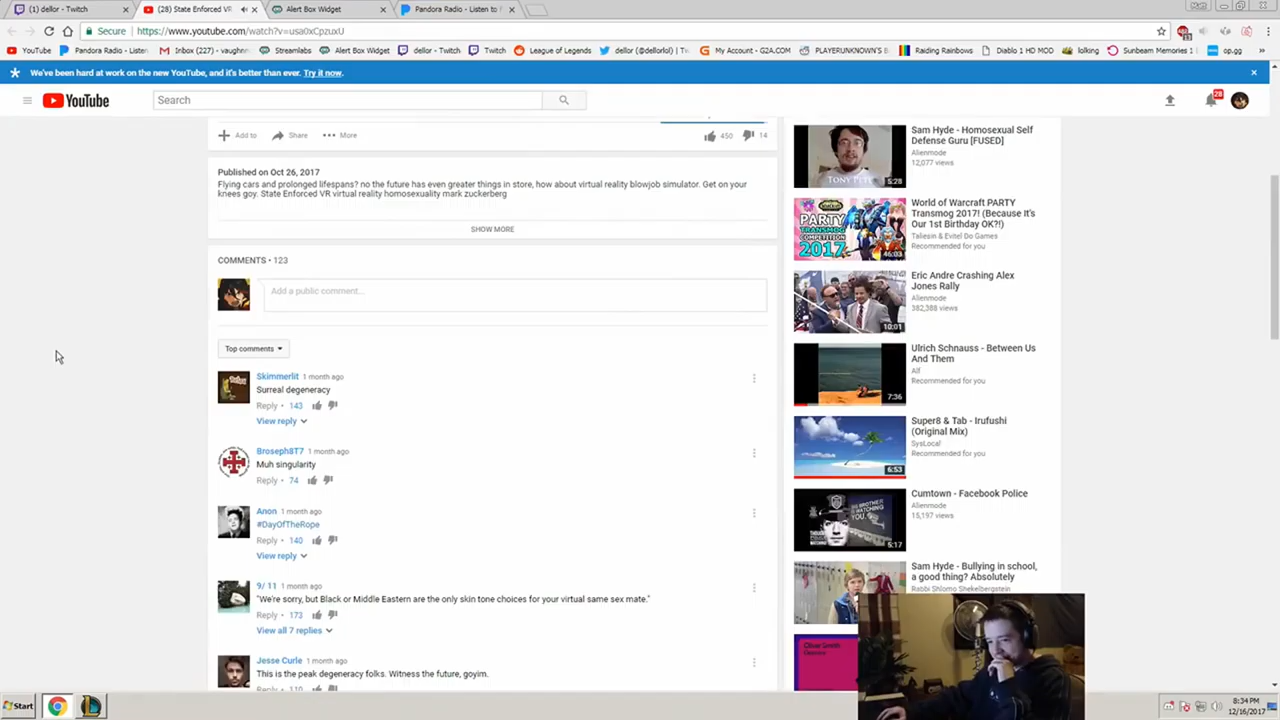 (1) dellor - Twitch
(28) State Enforced VR
Alert Box Widget
Pandora Radio - Listen to
Secure
https://www.youtube.com/watch?v=usa0xCpzuxU
YouTube
Pandora Radio - Listen
Inbox (227) - vaughnm
Streamlabs
Alert Box Widget
dellor - Twitch
Twitch
League of Legends
dellor (@dellorlol) | Tw
My Account - G2A.COM
PLAYERUNKNOWN'S B
Raiding Rainbows
Diablo 1 HD MOD
lolking
Sunbeam Memories 1
op.gg
We've been hard at work on the new YouTube, and it's better than ever. Try it now.
YouTube
Search
28
Add to
Share
More
450
14
Published on Oct 26, 2017
Flying cars and prolonged lifespans? no the future has even greater things in store, how about virtual reality blowjob simulator. Get on your
knees goy. State Enforced VR virtual reality homosexuality mark zuckerberg
SHOW MORE
COMMENTS • 123
Add a public comment...
Top comments
Skimmerlit 1 month ago
Surreal degeneracy
Reply • 143
View reply
Broseph8T7 1 month ago
Muh singularity
Reply • 74
Anon 1 month ago
#DayOfTheRope
Reply • 140
View reply
9/ 11 1 month ago
"We're sorry, but Black or Middle Eastern are the only skin tone choices for your virtual same sex mate."
Reply • 173
View all 7 replies
Jesse Curle 1 month ago
This is the peak degeneracy folks. Witness the future, goyim.
Reply • 110
Sam Hyde - Homosexual Self
Defense Guru [FUSED]
Alienmode
12,077 views
5:28
World of Warcraft PARTY
Transmog 2017! (Because It's
Our 1st Birthday OK?!)
Taliesin & Evitel Do Games
Recommended for you
PARTY
TRANSMOG
COMPETITION
2017
46:03
Eric Andre Crashing Alex
Jones Rally
Alienmode
382,388 views
10:01
Ulrich Schnauss - Between Us
And Them
Alf
Recommended for you
7:36
Super8 & Tab - Irufushi
(Original Mix)
SysLocal
Recommended for you
6:53
Cumtown - Facebook Police
Alienmode
15,197 views
5:17
Sam Hyde - Bullying in school,
a good thing? Absolutely
Rabbi Shlomo Shekelbergstein
Oliver Smith
Start
8:34 PM
12/16/2017